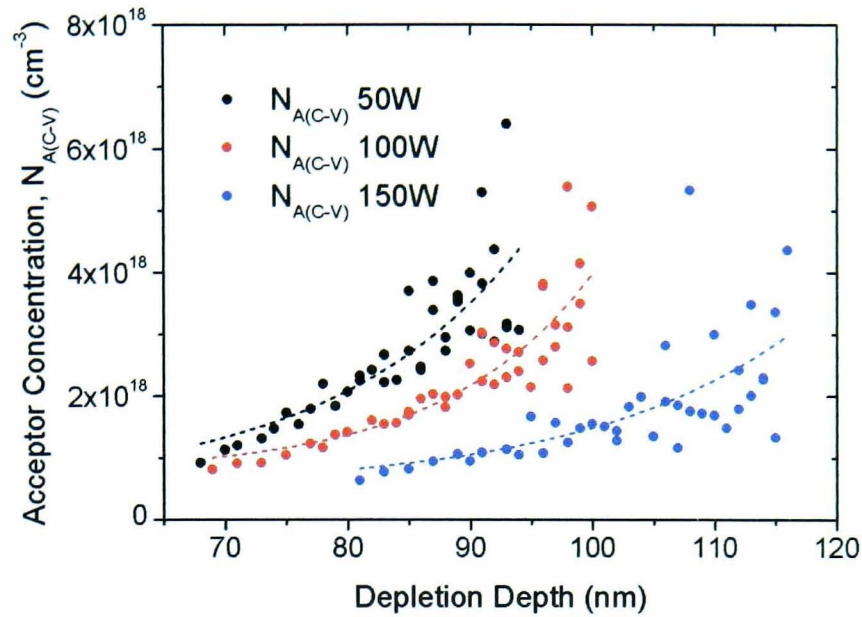 8x10^18
6x10^18
4x10^18
2x10^18
0
Acceptor Concentration, N_A(C-V) (cm^-3)
N_A(C-V) 50W
N_A(C-V) 100W
N_A(C-V) 150W
70 80 90 100 110 120
Depletion Depth (nm)